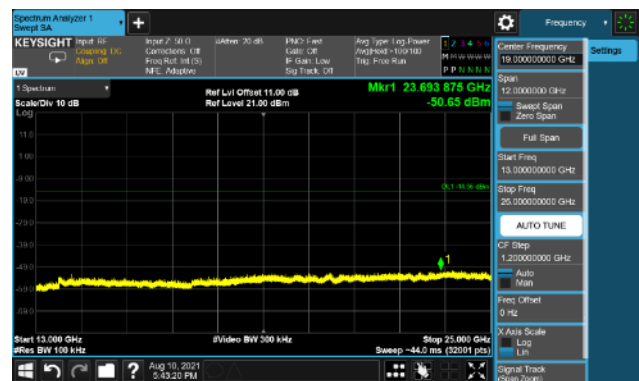 Spectrum Analyzer 1
Swept SA
Frequency
KEYSIGHT
Input: RF
Coupling: DC
Align: Off
Input Z: 50 Ω
Corrections: Off
Freq Ref: Int (S)
NFE: Adaptive
#Atten: 20 dB
PNO: Fast
Gate: Off
IF Gain: Low
Sig Track: Off
Avg Type: Log-Power
Avg|Hold: >100/100
Trig: Free Run
1 2 3 4 5 6
M W W W W W
P P N N N N
1 Spectrum
Scale/Div 10 dB
Log
Ref Lvl Offset 11.00 dB
Ref Level 21.00 dBm
Mkr1 23.693 875 GHz
-50.65 dBm
11.0
1.00
-9.00
-19.0
-29.0
-39.0
-49.0
-59.0
-69.0
1
Start 13.000 GHz
#Res BW 100 kHz
#Video BW 300 kHz
Stop 25.000 GHz
Sweep ~44.0 ms (32001 pts)
Aug 10, 2021
5:43:20 PM
Center Frequency
19.000000000 GHz
Settings
Span
12.0000000 GHz
Swept Span
Zero Span
Full Span
Start Freq
13.000000000 GHz
Stop Freq
25.000000000 GHz
AUTO TUNE
CF Step
1.200000000 GHz
Auto
Man
Freq Offset
0 Hz
X Axis Scale
Log
Lin
Signal Track
(Span Zoom)